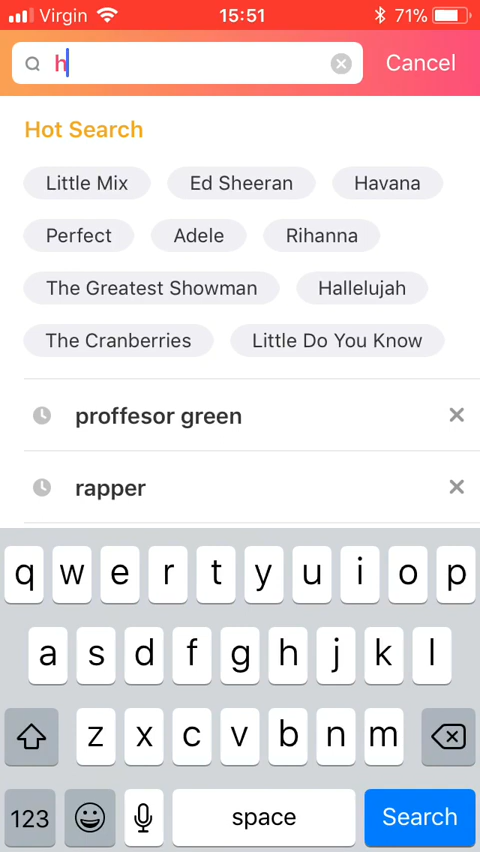 Virgin 15:51 71%
h Cancel
Hot Search
Little Mix Ed Sheeran Havana
Perfect Adele Rihanna
The Greatest Showman Hallelujah
The Cranberries Little Do You Know
proffesor green
rapper
q w e r t y u i o p
a s d f g h j k l
z x c v b n m
123 space Search